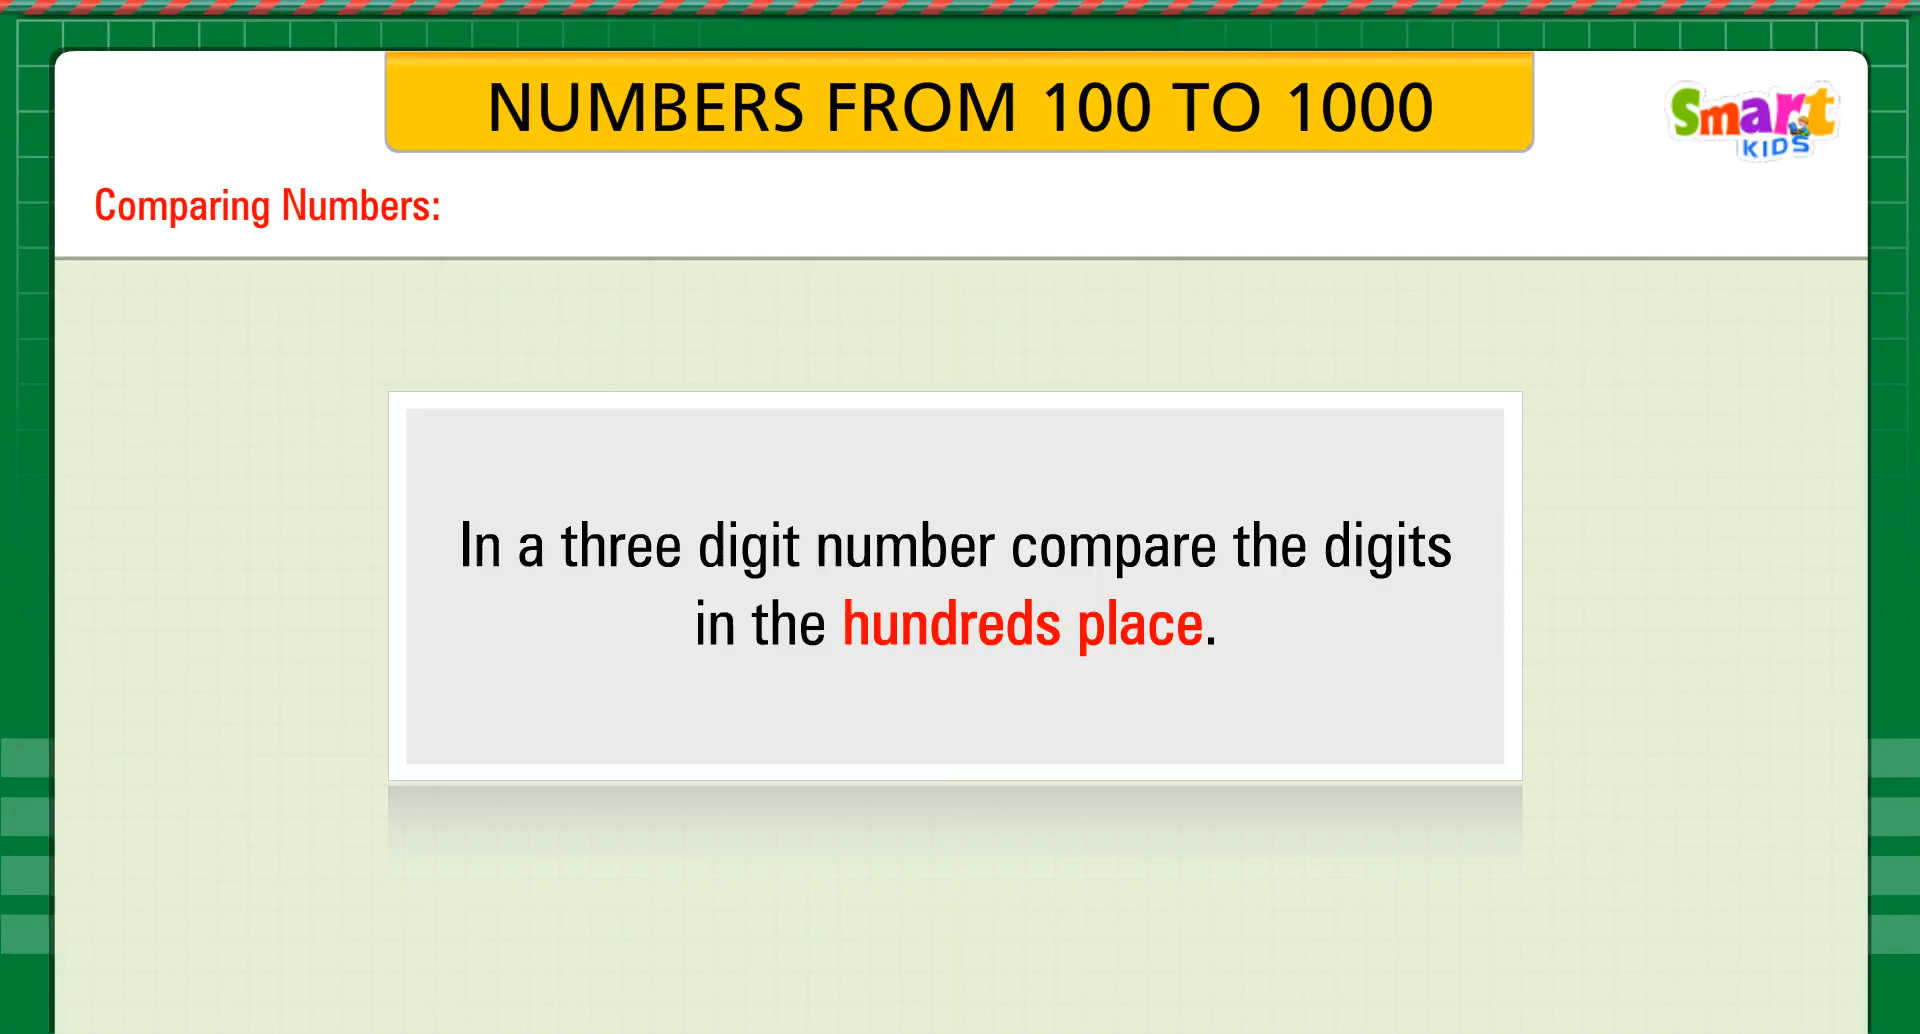 NUMBERS FROM 100 TO 1000
Smart
KIDS
Comparing Numbers:
In a three digit number compare the digits
in the hundreds place.